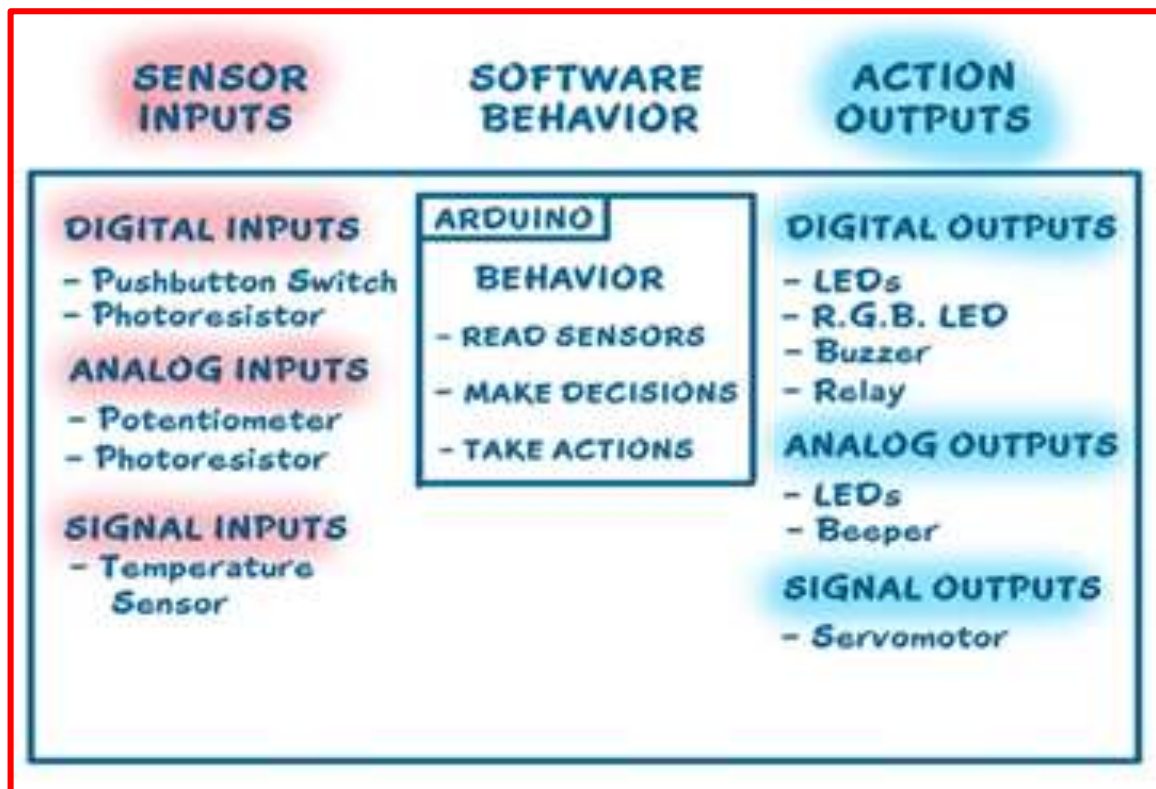 SENSOR
INPUTS
SOFTWARE
BEHAVIOR
ACTION
OUTPUTS
DIGITAL INPUTS
- Pushbutton Switch
- Photoresistor
ANALOG INPUTS
- Potentiometer
- Photoresistor
SIGNAL INPUTS
- Temperature
Sensor
ARDUINO
BEHAVIOR
- READ SENSORS
- MAKE DECISIONS
- TAKE ACTIONS
DIGITAL OUTPUTS
- LEDs
- R.G.B. LED
- Buzzer
- Relay
ANALOG OUTPUTS
- LEDs
- Beeper
SIGNAL OUTPUTS
- Servomotor